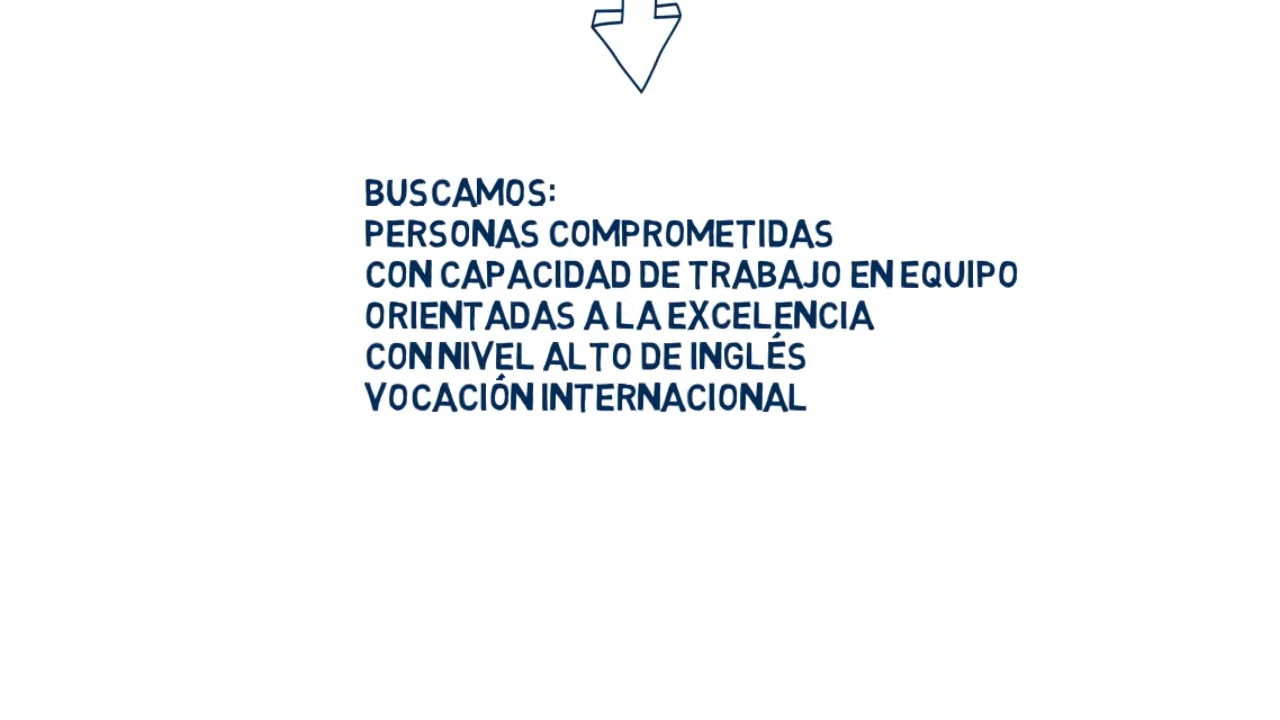 BUSCAMOS:
PERSONAS COMPROMETIDAS
CON CAPACIDAD DE TRABAJO EN EQUIPO
ORIENTADAS A LA EXCELENCIA
CON NIVEL ALTO DE INGLÉS
VOCACIÓN INTERNACIONAL